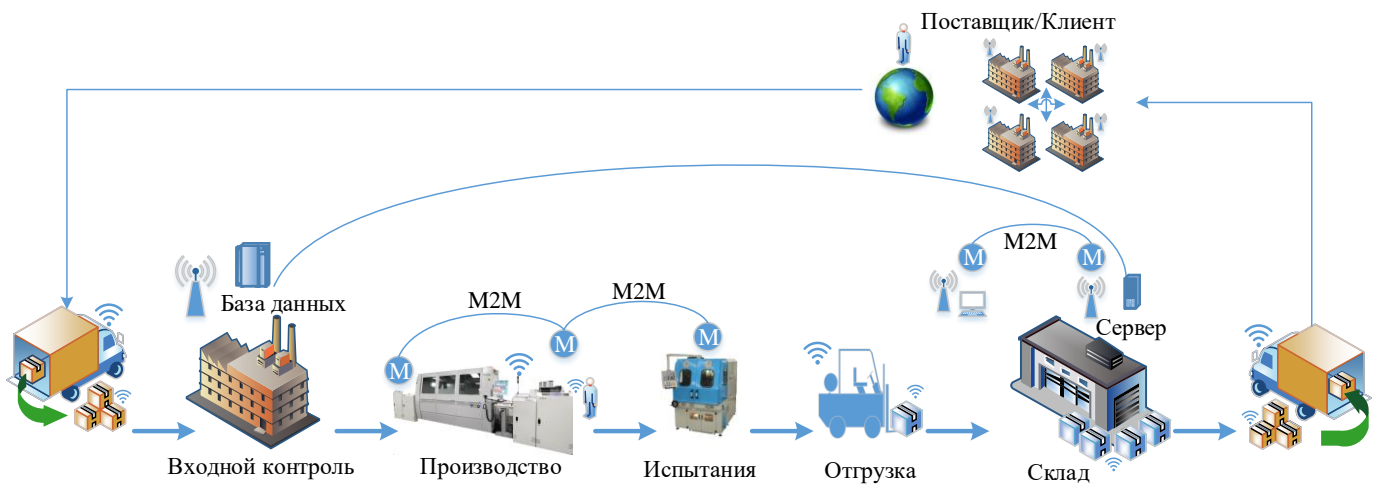 Поставщик/Клиент
M2M
M
M
База данных
M2M
M2M
Сервер
M
M
M
Входной контроль
Производство
Испытания
Отгрузка
Склад